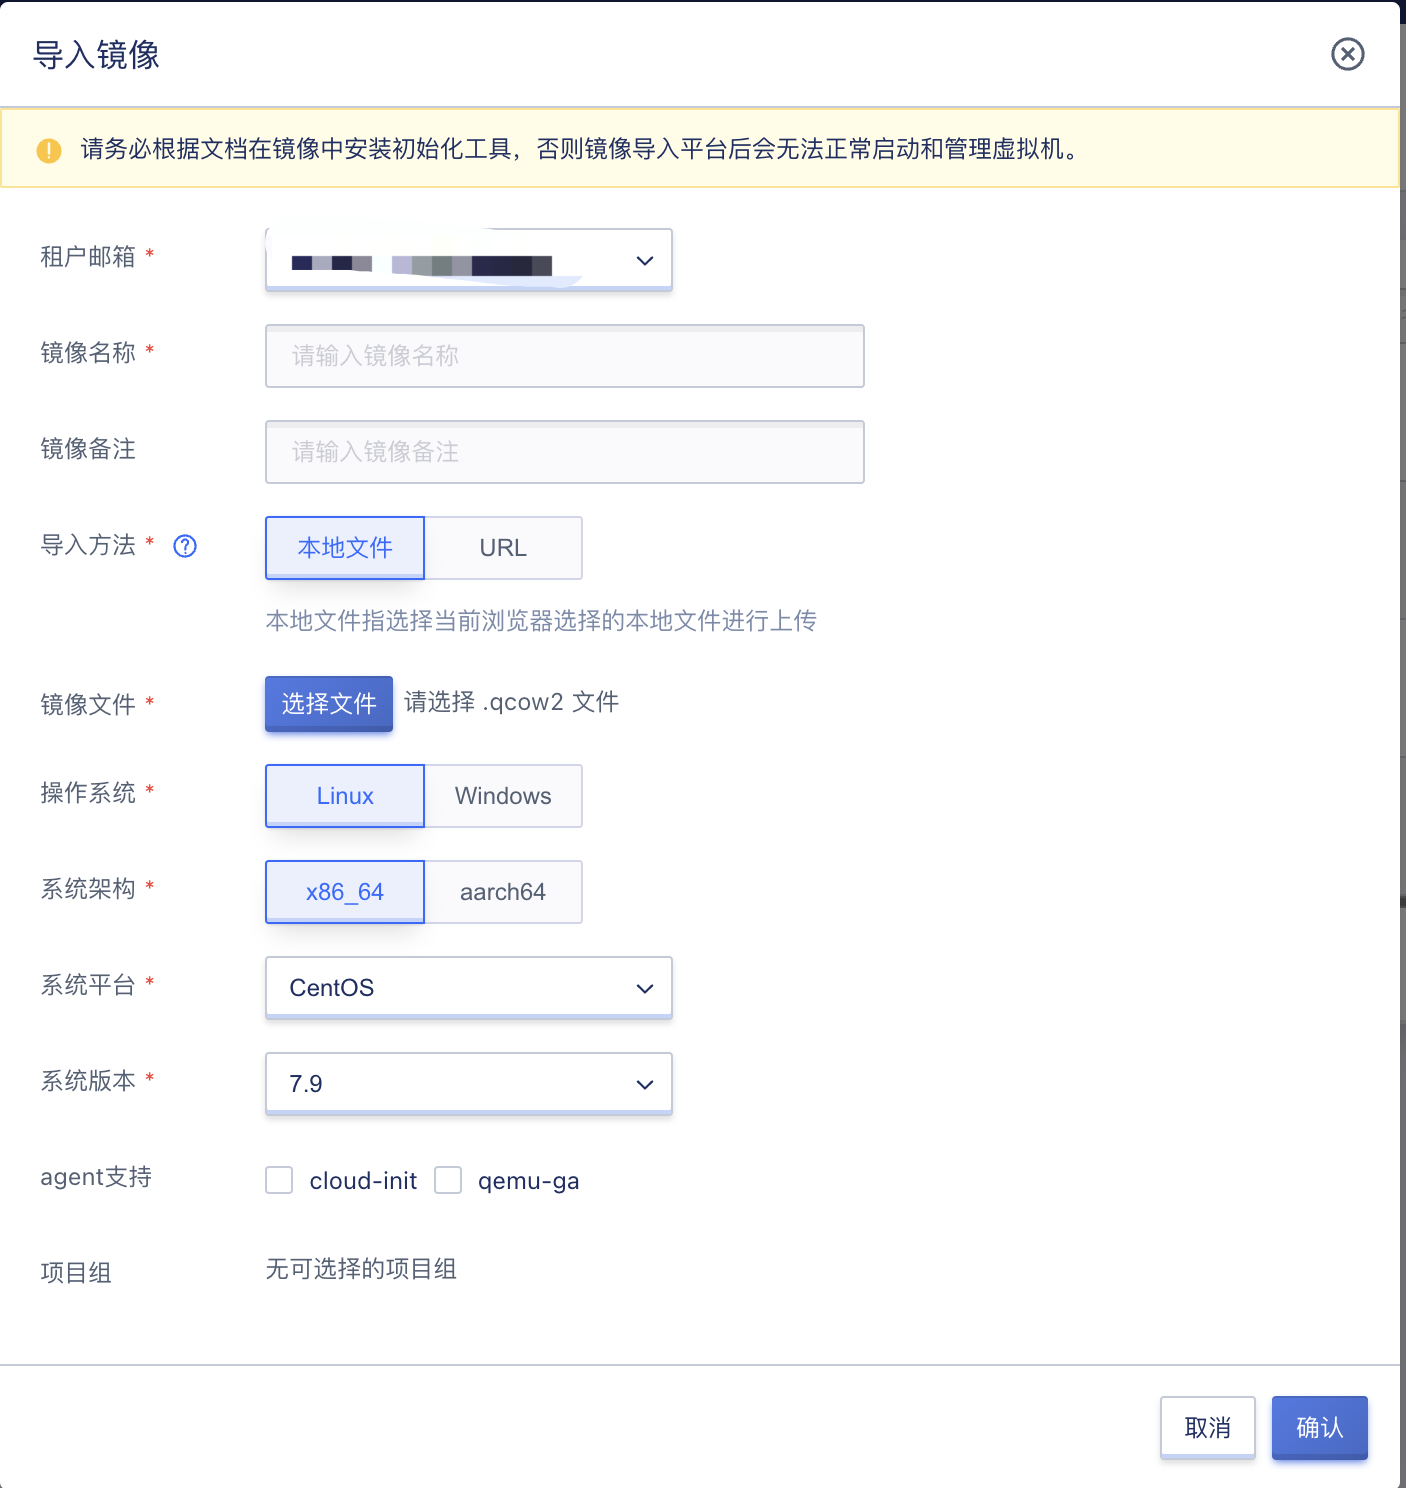 导入镜像
请务必根据文档在镜像中安装初始化工具，否则镜像导入平台后会无法正常启动和管理虚拟机。
租户邮箱 *
镜像名称 * 请输入镜像名称
镜像备注 请输入镜像备注
导入方法 * 本地文件 URL
本地文件指选择当前浏览器选择的本地文件进行上传
镜像文件 * 选择文件 请选择 .qcow2 文件
操作系统 * Linux Windows
系统架构 * x86_64 aarch64
系统平台 * CentOS
系统版本 * 7.9
agent支持 cloud-init qemu-ga
项目组 无可选择的项目组
取消 确认